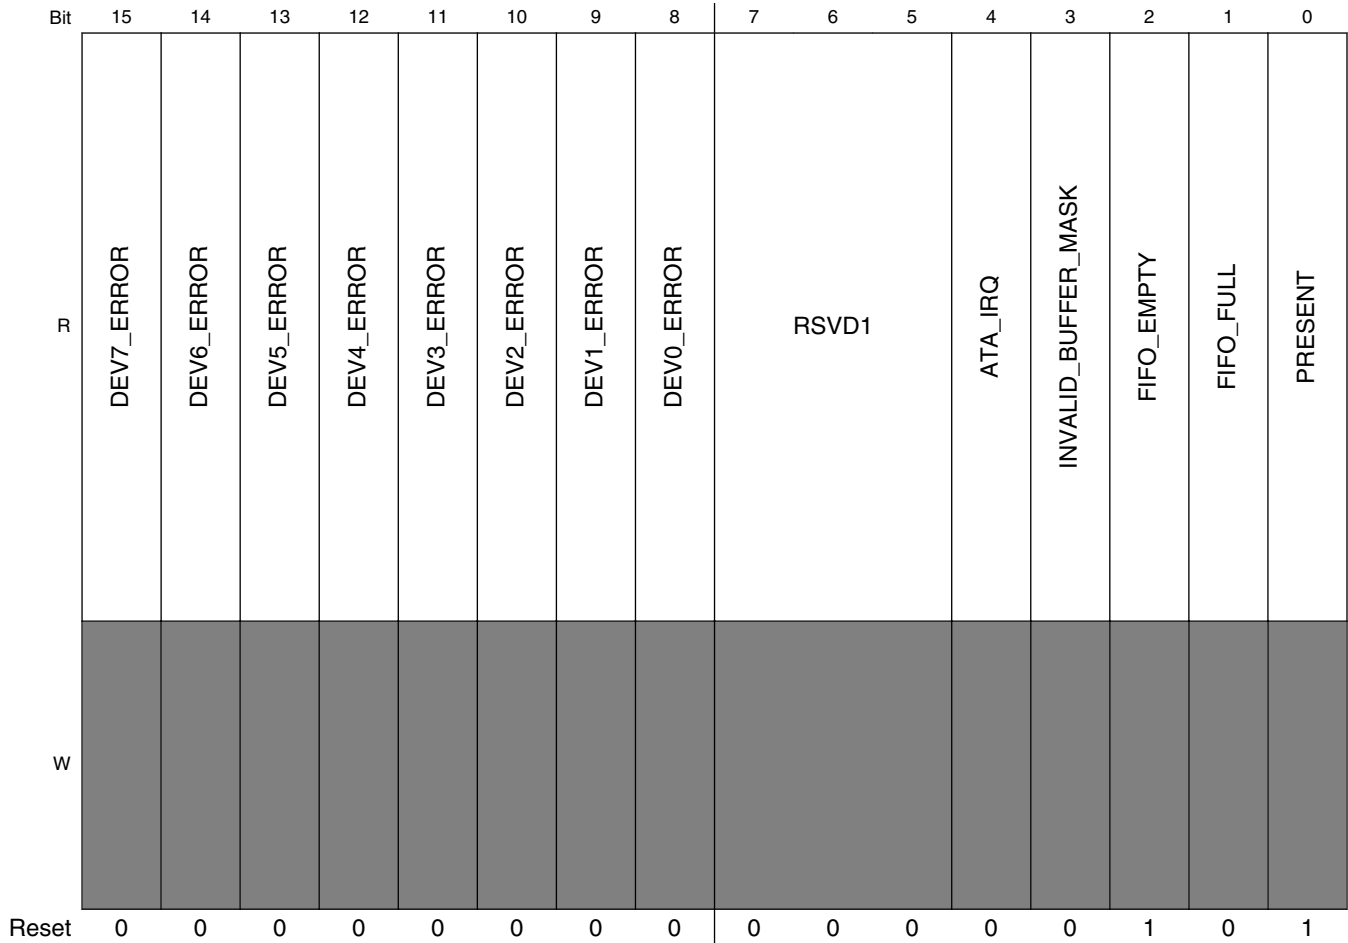 Bit 15 14 13 12 11 10 9 8 7 6 5 4 3 2 1 0
R DEV7_ERROR DEV6_ERROR DEV5_ERROR DEV4_ERROR DEV3_ERROR DEV2_ERROR DEV1_ERROR DEV0_ERROR RSVD1 ATA_IRQ INVALID_BUFFER_MASK FIFO_EMPTY FIFO_FULL PRESENT
W
Reset 0 0 0 0 0 0 0 0 0 0 0 0 0 1 0 1